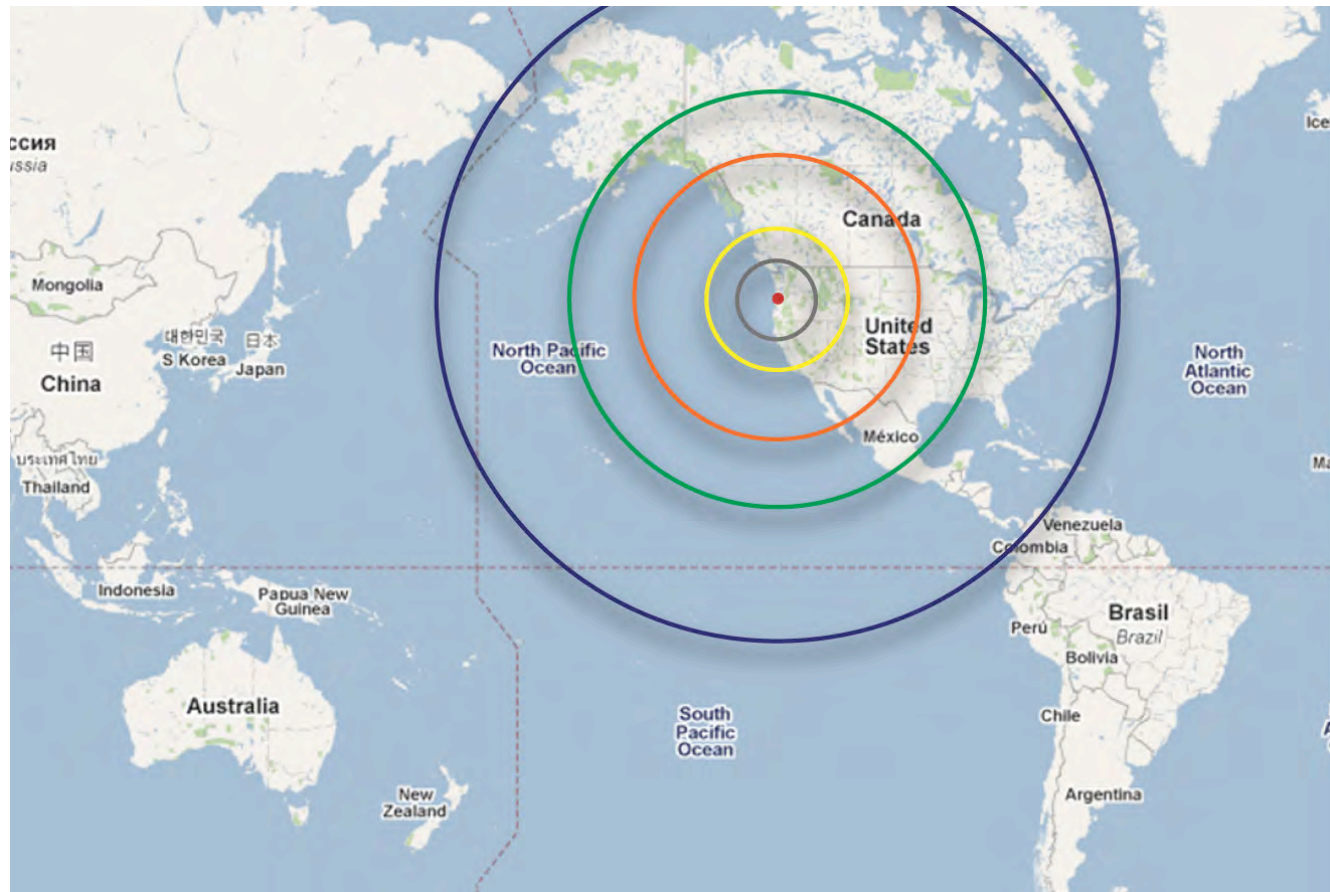 ссия
ussia
Ice
Canada
Mongolia
United
States
대한민국
S Korea
日本
Japan
North Pacific
Ocean
中国
China
North
Atlantic
Ocean
México
ประเทศไทย
Thailand
Ma
Venezuela
Colombia
Indonesia
Papua New
Guinea
Brasil
Brazil
Perú
Bolivia
Australia
South
Pacific
Ocean
Chile
New
Zealand
Argentina